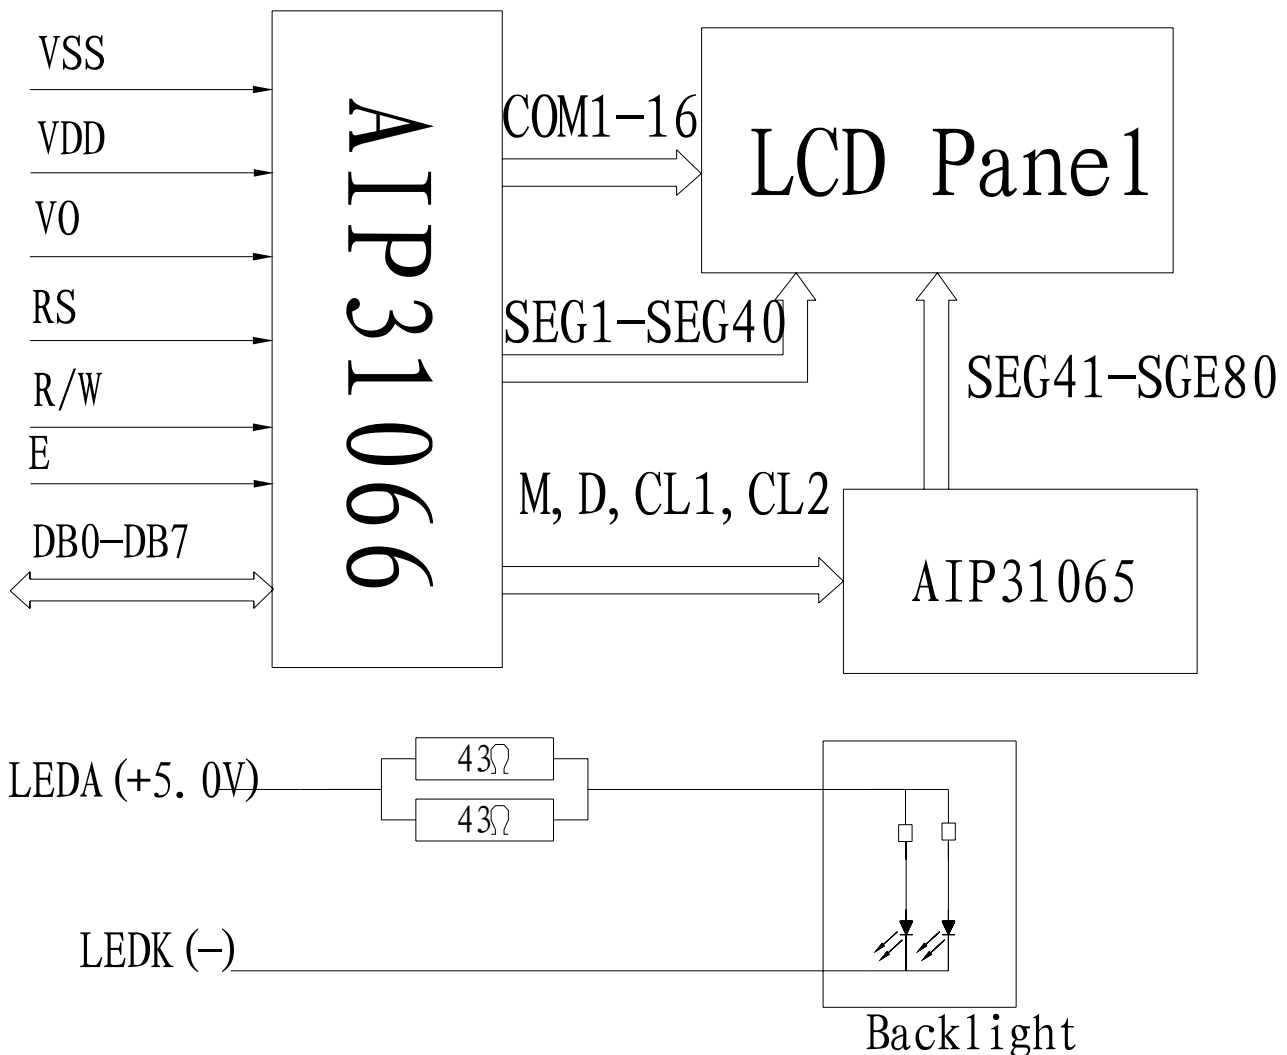 VSS
VDD
VO
RS
R/W
E
DB0-DB7
AIP31066
COM1-16
LCD Panel
SEG1-SEG40
SEG41-SGE80
M, D, CL1, CL2
AIP31065
LEDA (+5. 0V)
43Ω
43Ω
LEDK (-)
Backlight